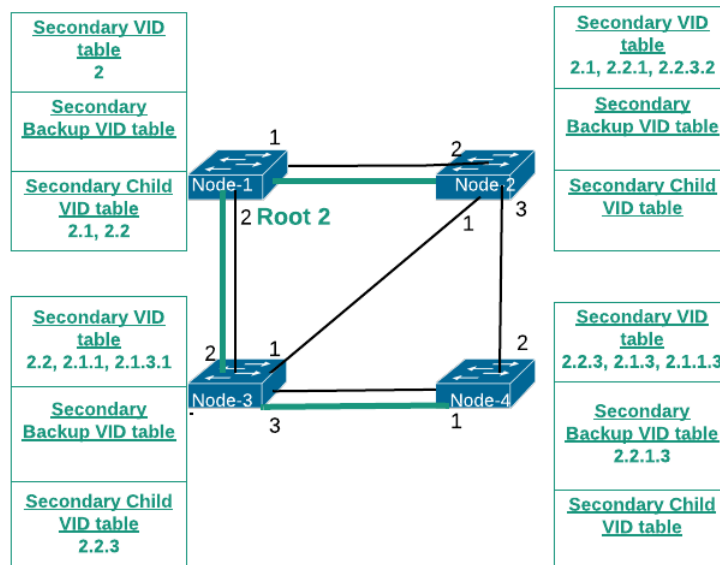 Secondary VID
table
2
Secondary
Backup VID table
Secondary Child
VID table
2.1, 2.2
Secondary VID
table
2.1, 2.2.1, 2.2.3.2
Secondary
Backup VID table
Secondary Child
VID table
1
2
Node-1
Node-2
2
Root 2
1
3
Secondary VID
table
2.2, 2.1.1, 2.1.3.1
Secondary
Backup VID table
Secondary Child
VID table
2.2.3
2
1
2
Node-3
Node-4
3
1
Secondary VID
table
2.2.3, 2.1.3, 2.1.1.3
Secondary
Backup VID table
2.2.1.3
Secondary Child
VID table